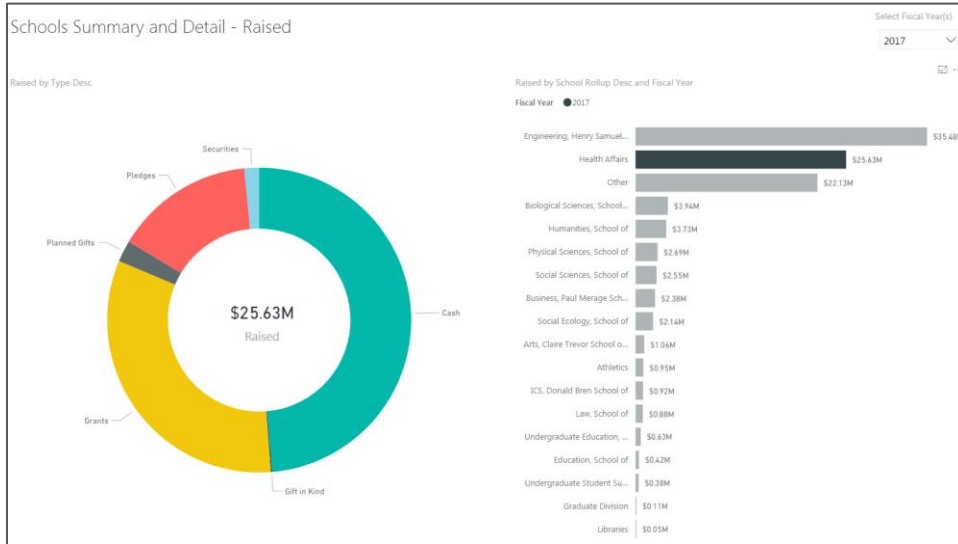 Schools Summary and Detail - Raised
Select Fiscal Year(s)
2017
Raised by Type Desc
Securities
Pledges
Planned Gifts
$25.63M
Raised
Cash
Grants
Gift in Kind
Raised by School Rollup Desc and Fiscal Year
Fiscal Year 2017
Engineering, Henry Samuel... $35.48M
Health Affairs $25.63M
Other $22.13M
Biological Sciences, School... $3.94M
Humanities, School of $3.73M
Physical Sciences, School of $2.69M
Social Sciences, School of $2.55M
Business, Paul Merage Sch... $2.38M
Social Ecology, School of $2.14M
Arts, Claire Trevor School o... $1.06M
Athletics $0.95M
ICS, Donald Bren School of $0.92M
Law, School of $0.88M
Undergraduate Education, ... $0.63M
Education, School of $0.42M
Undergraduate Student Su... $0.38M
Graduate Division $0.11M
Libraries $0.05M